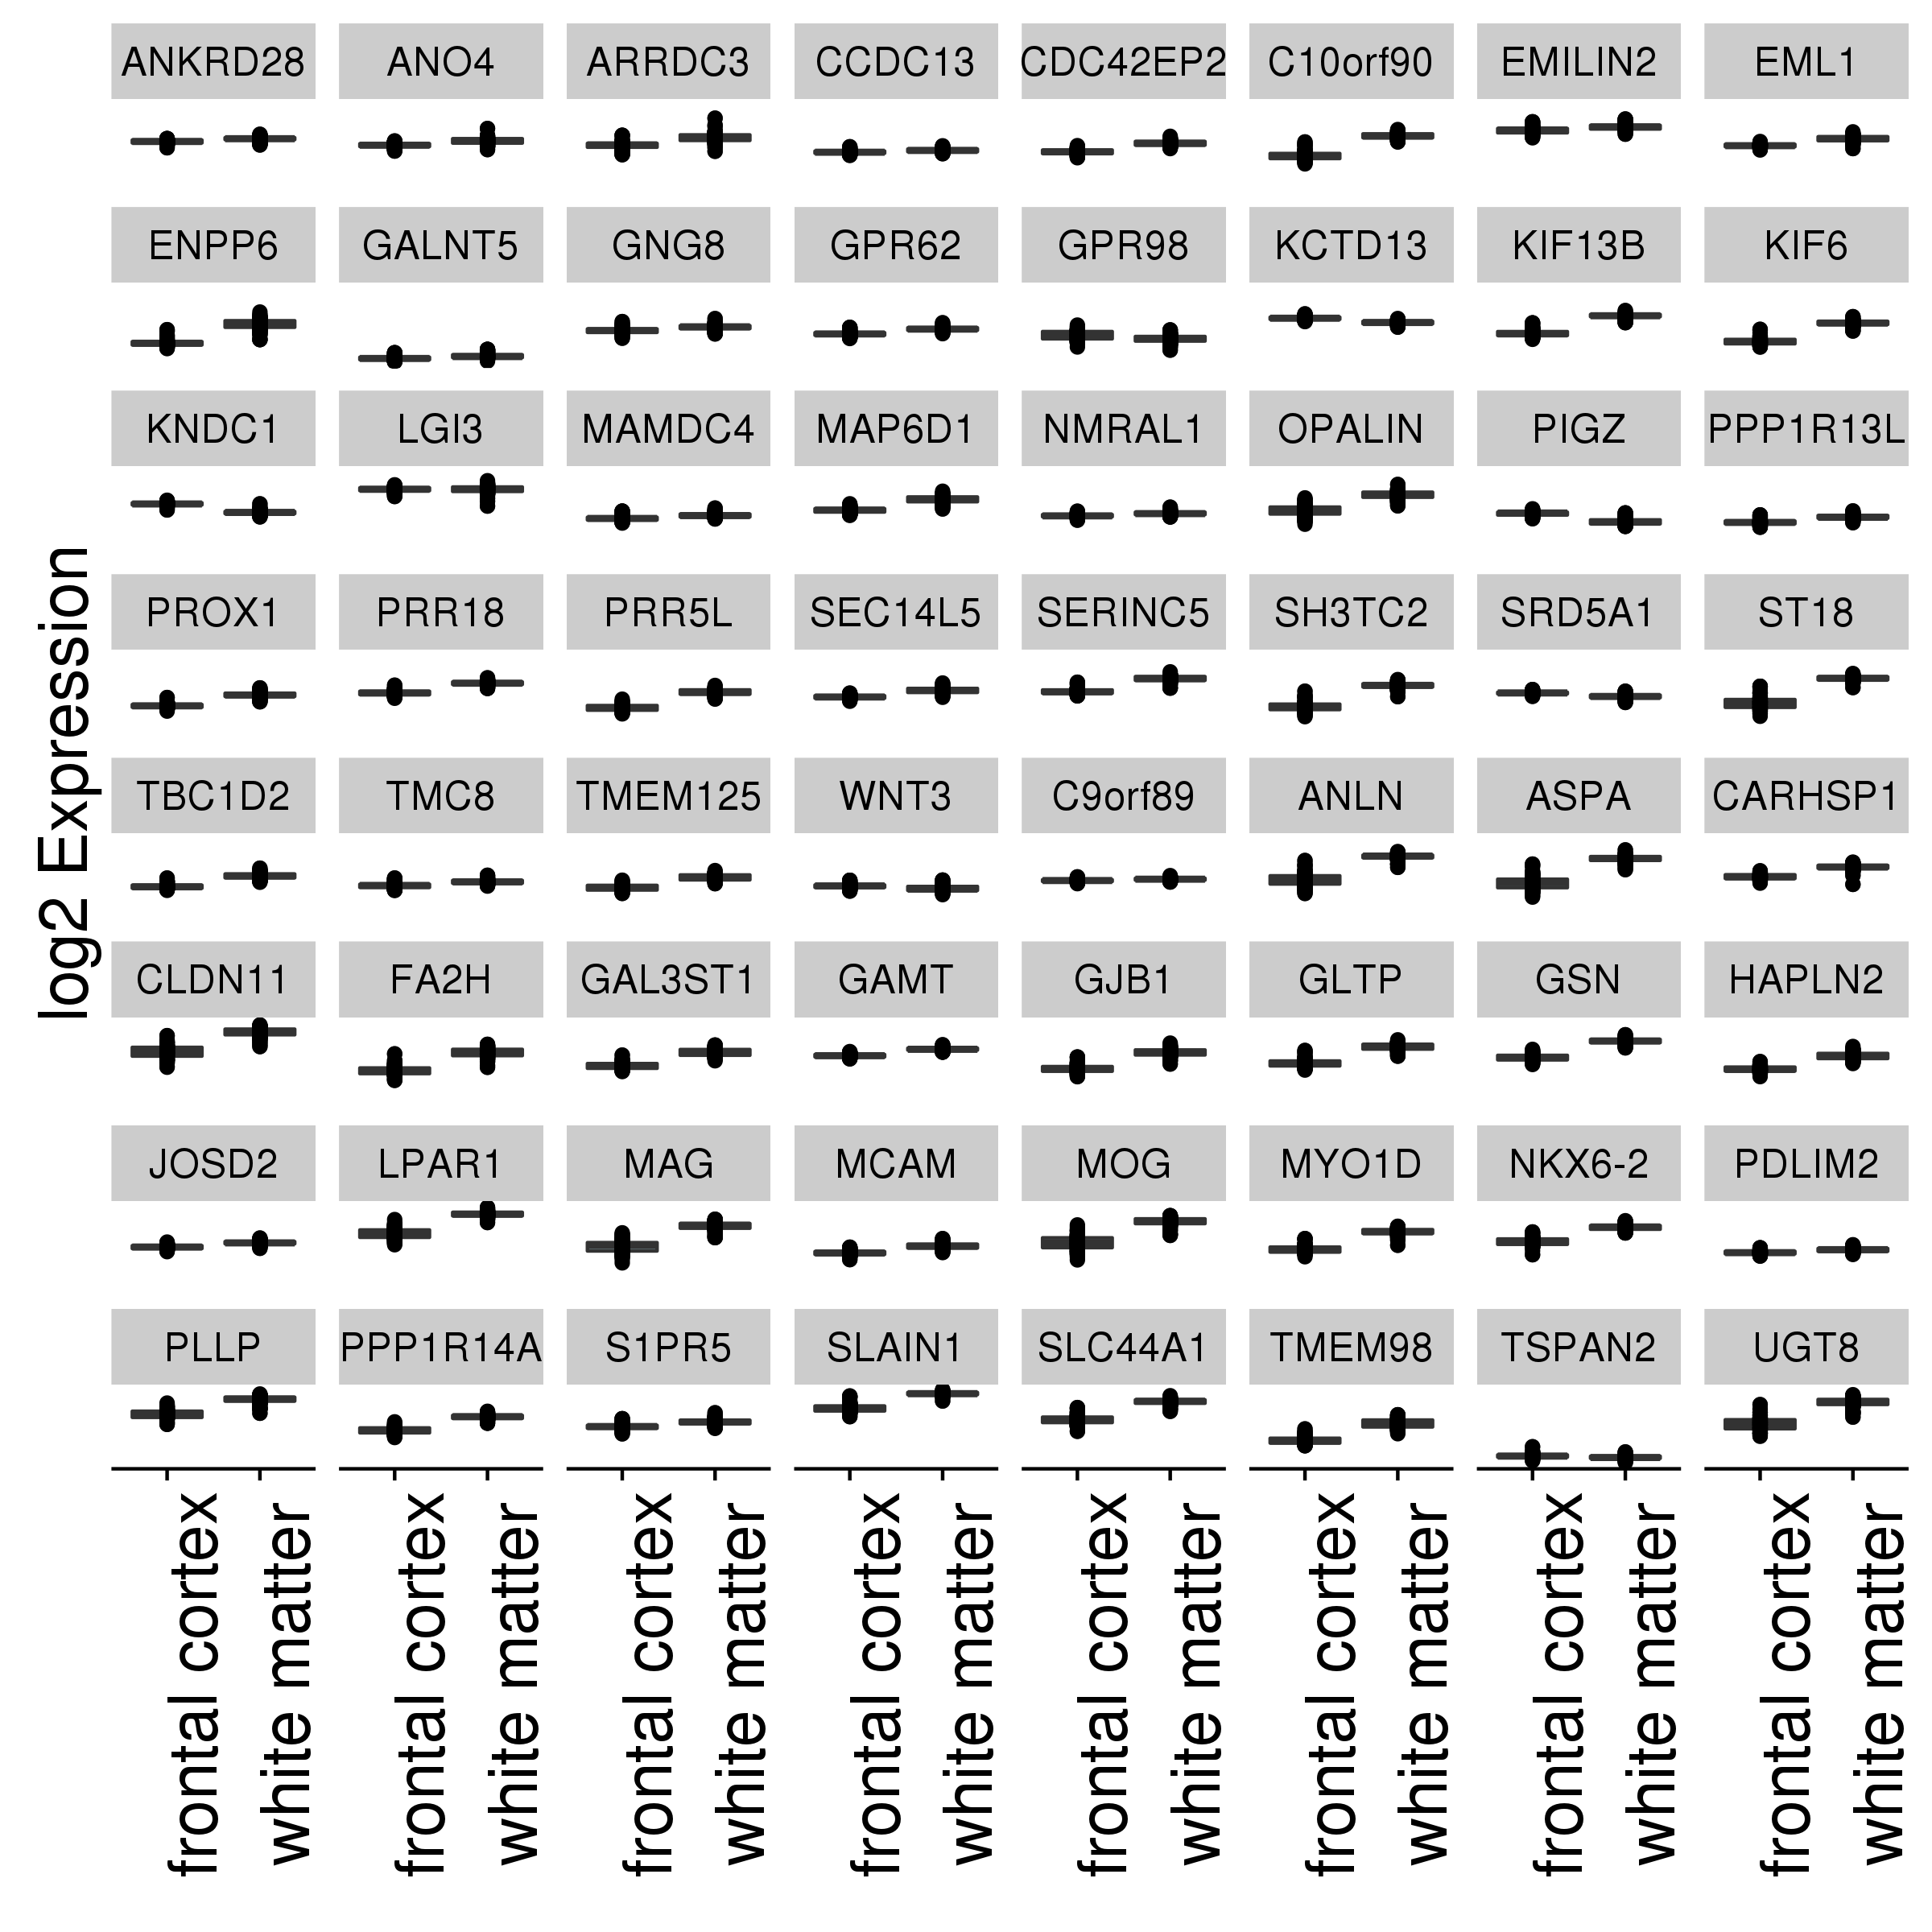 ANKRD28 ANO4 ARRDC3 CCDC13 CDC42EP2 C10orf90 EMILIN2 EML1
ENPP6 GALNT5 GNG8 GPR62 GPR98 KCTD13 KIF13B KIF6
KNDC1 LGI3 MAMDC4 MAP6D1 NMRAL1 OPALIN PIGZ PPP1R13L
PROX1 PRR18 PRR5L SEC14L5 SERINC5 SH3TC2 SRD5A1 ST18
TBC1D2 TMC8 TMEM125 WNT3 C9orf89 ANLN ASPA CARHSP1
CLDN11 FA2H GAL3ST1 GAMT GJB1 GLTP GSN HAPLN2
JOSD2 LPAR1 MAG MCAM MOG MYO1D NKX6-2 PDLIM2
PLLP PPP1R14A S1PR5 SLAIN1 SLC44A1 TMEM98 TSPAN2 UGT8
log2 Expression
frontal cortex
white matter
frontal cortex
white matter
frontal cortex
white matter
frontal cortex
white matter
frontal cortex
white matter
frontal cortex
white matter
frontal cortex
white matter
frontal cortex
white matter